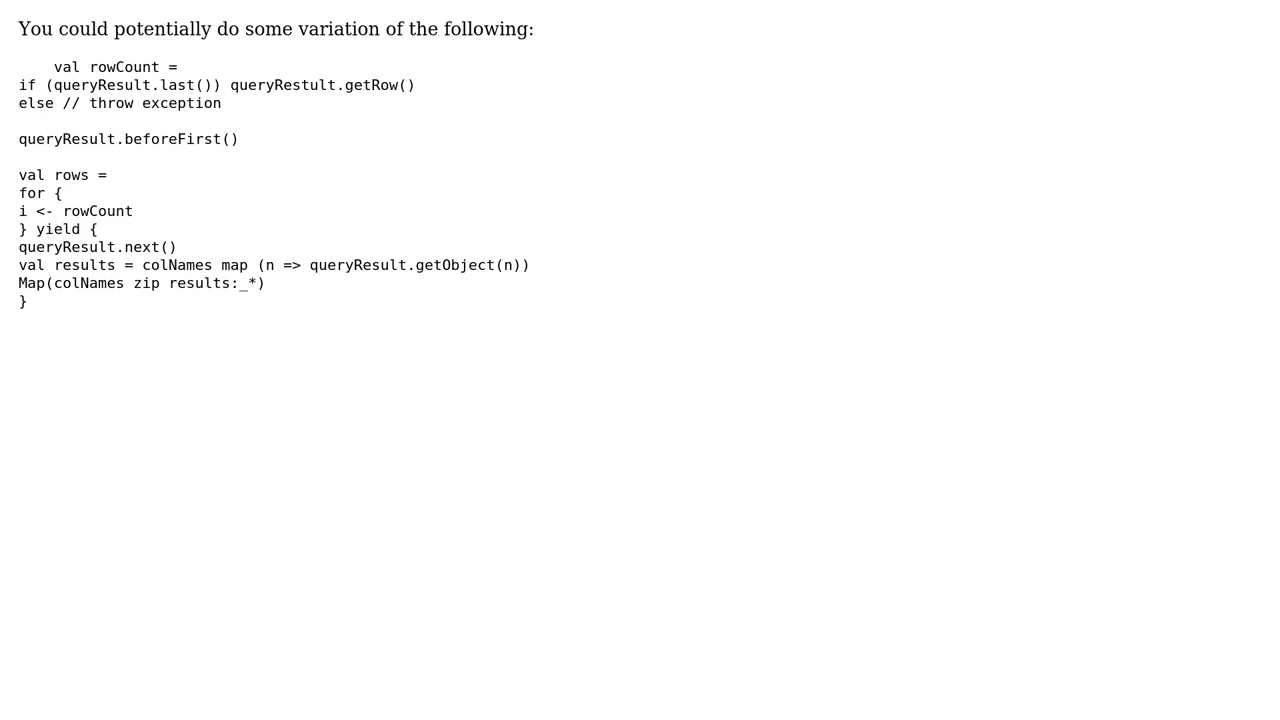 You could potentially do some variation of the following:
val rowCount =
if (queryResult.last()) queryRestult.getRow()
else // throw exception
queryResult.beforeFirst()
val rows =
for {
i <- rowCount
} yield {
queryResult.next()
val results = colNames map (n => queryResult.getObject(n))
Map(colNames zip results:_*)
}